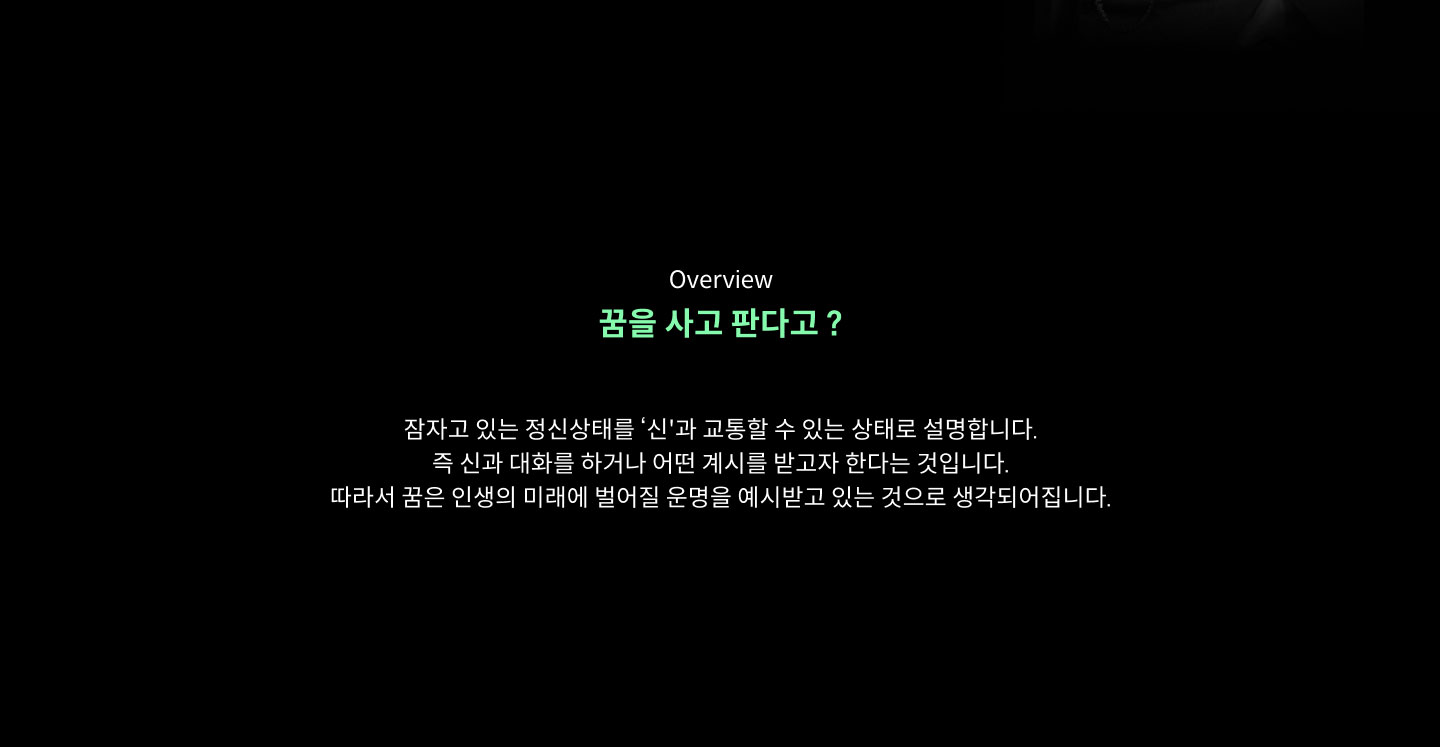 Overview
꿈을 사고 판다고 ?
잠자고 있는 정신상태를 ‘신'과 교통할 수 있는 상태로 설명합니다.
즉 신과 대화를 하거나 어떤 계시를 받고자 한다는 것입니다.
따라서 꿈은 인생의 미래에 벌어질 운명을 예시받고 있는 것으로 생각되어집니다.